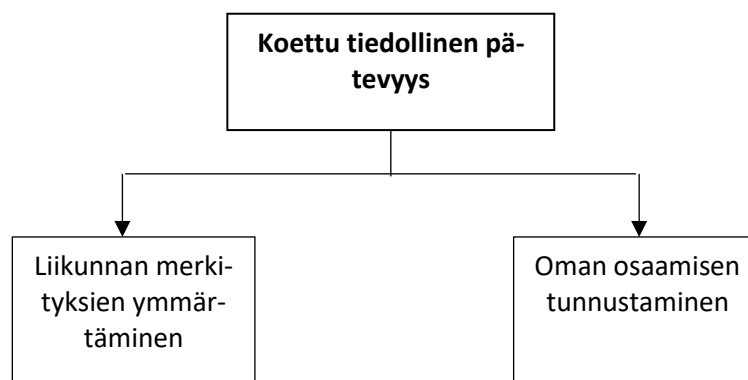 Koettu tiedollinen pä-
tevyys
Liikunnan merki-
tyksien ymmär-
täminen
Oman osaamisen
tunnustaminen